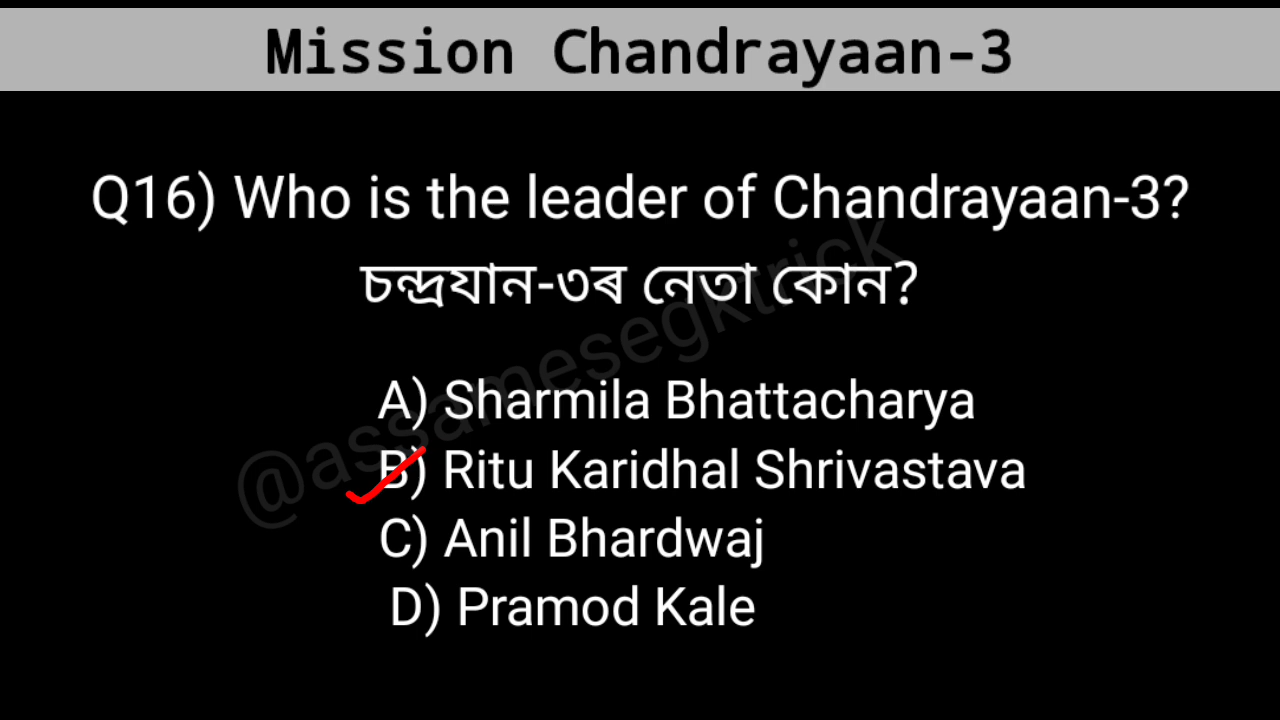 Mission Chandrayaan-3
Q16) Who is the leader of Chandrayaan-3?
চন্দ্ৰযান-৩ৰ নেতা কোন?
A) Sharmila Bhattacharya
B) Ritu Karidhal Shrivastava
C) Anil Bhardwaj
D) Pramod Kale
@assamesegktrick